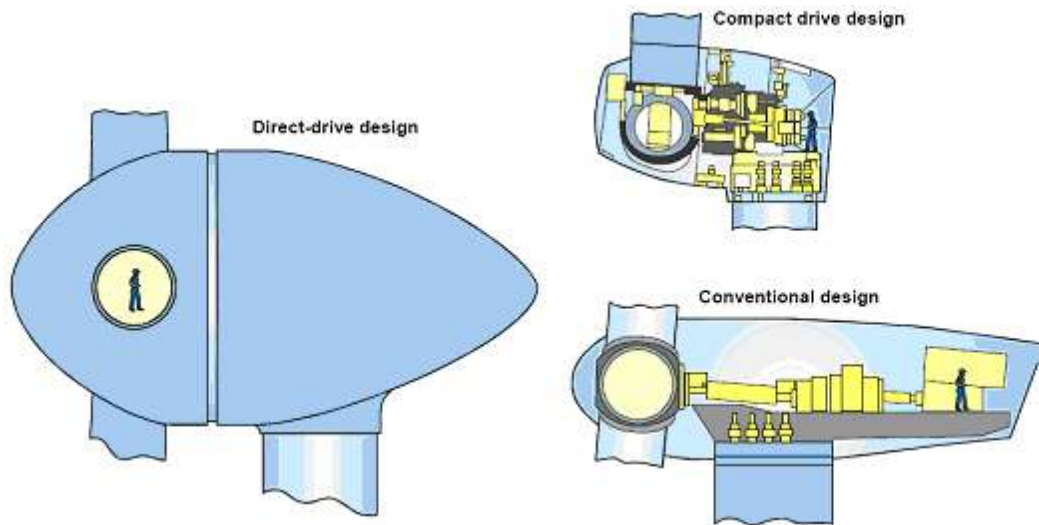 Compact drive design
Direct-drive design
Conventional design